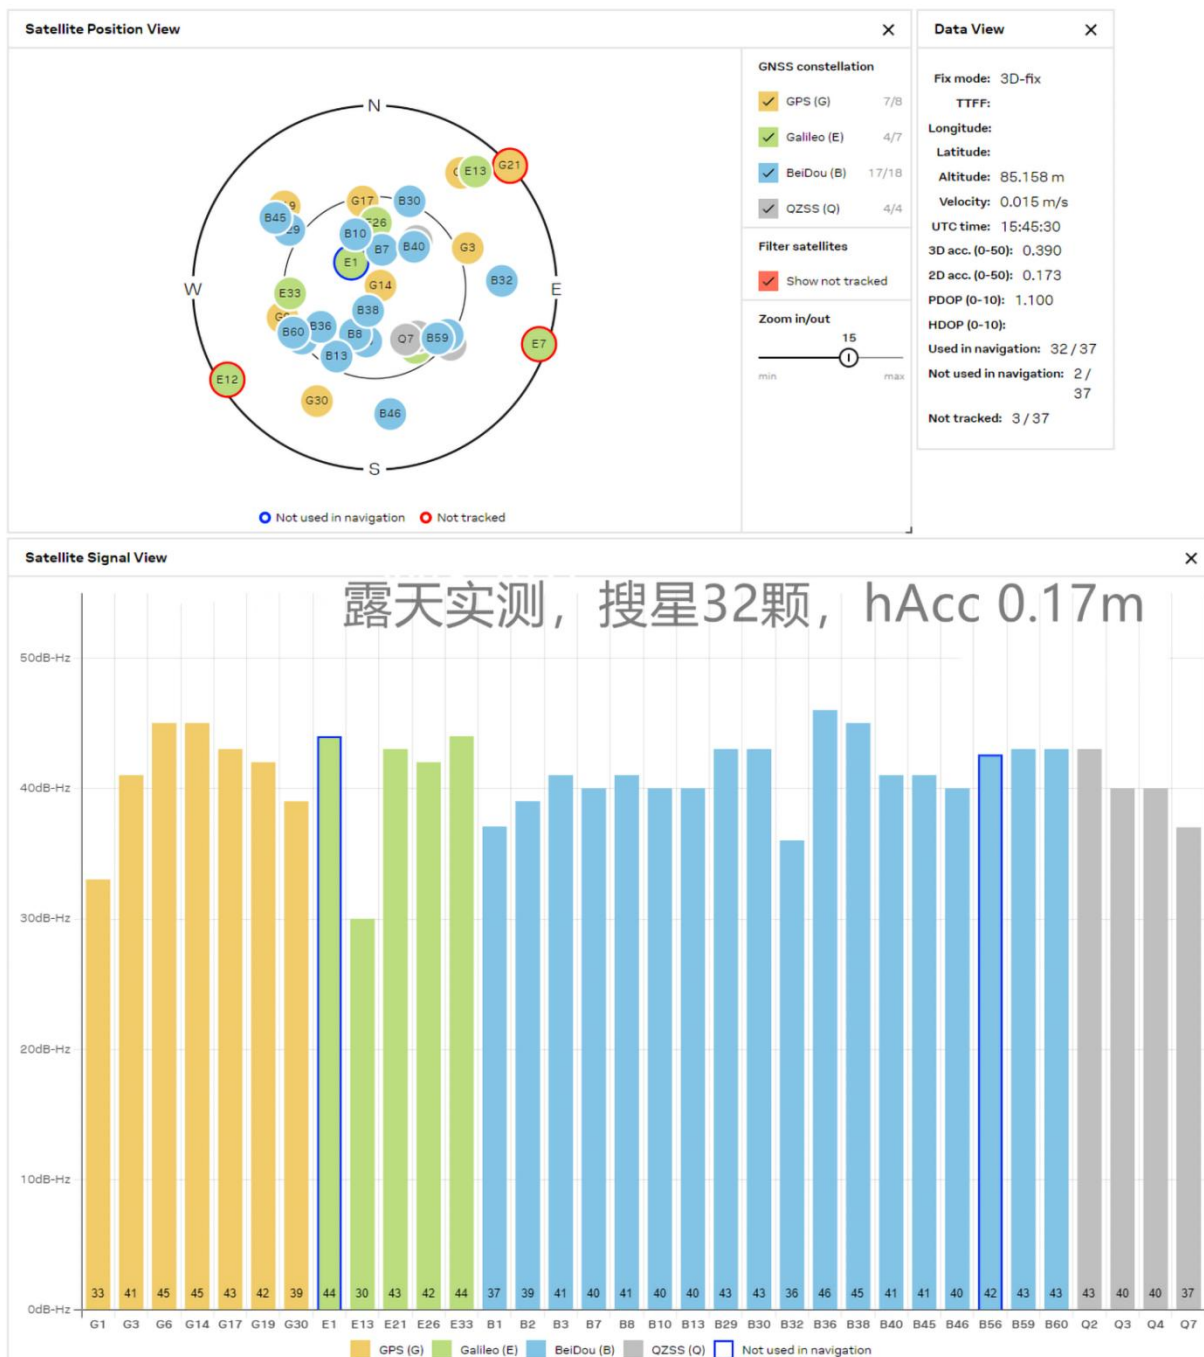 Satellite Position View
GNSS constellation
GPS (G) 7/8
Galileo (E) 4/7
BeiDou (B) 17/18
QZSS (Q) 4/4
Filter satellites
Show not tracked
Zoom in/out
15
min max
N
G21
E13
G17
B30
B45
E26
B10
B7
B40
G3
E1
B32
W
E
G14
E33
B38
B60
B36
B8
Q7
B59
E7
B13
E12
G30
B46
S
Not used in navigation Not tracked
Data View
Fix mode: 3D-fix
TTFF:
Longitude:
Latitude:
Altitude: 85.158 m
Velocity: 0.015 m/s
UTC time: 15:45:30
3D acc. (0-50): 0.390
2D acc. (0-50): 0.173
PDOP (0-10): 1.100
HDOP (0-10):
Used in navigation: 32 / 37
Not used in navigation: 2 /
37
Not tracked: 3 / 37
Satellite Signal View
露天实测，搜星32颗，hAcc 0.17m
50dB-Hz
40dB-Hz
30dB-Hz
20dB-Hz
10dB-Hz
0dB-Hz
33 41 45 45 43 42 39 44 30 43 42 44 37 39 41 40 41 40 40 43 43 36 46 45 41 41 40 42 43 43 43 40 40 37
G1 G3 G6 G14 G17 G19 G30 E1 E13 E21 E26 E33 B1 B2 B3 B7 B8 B10 B13 B29 B30 B32 B36 B38 B40 B45 B46 B56 B59 B60 Q2 Q3 Q4 Q7
GPS (G) Galileo (E) BeiDou (B) QZSS (Q) Not used in navigation